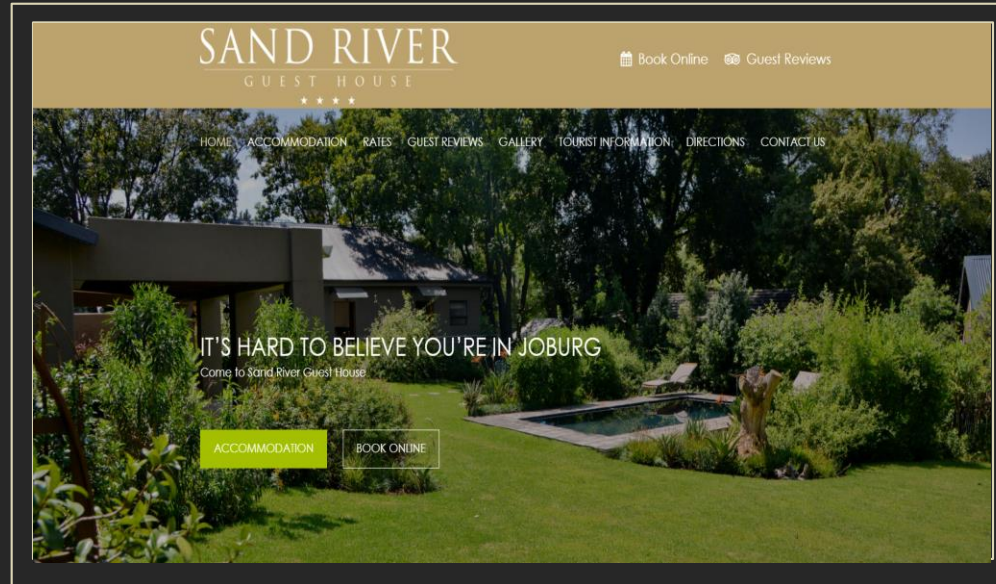 SAND RIVER
GUEST HOUSE
Book Online Guest Reviews
HOME ACCOMMODATION RATES GUEST REVIEWS GALLERY TOURIST INFORMATION DIRECTIONS CONTACT US
IT'S HARD TO BELIEVE YOU'RE IN JOBURG
Come to Sand River Guest House
ACCOMMODATION BOOK ONLINE